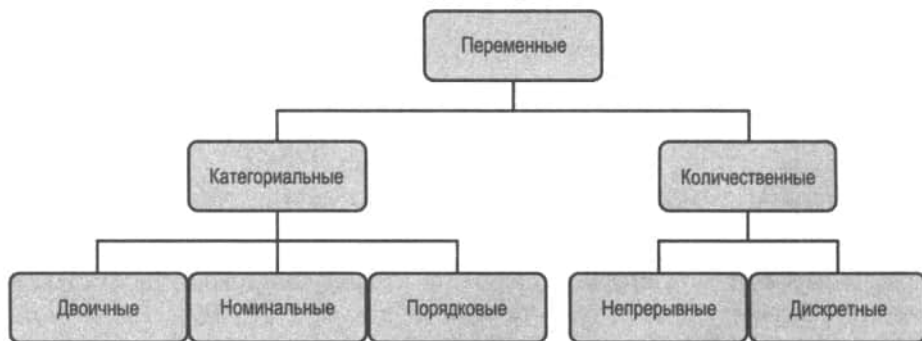 Переменные
Категориальные
Количественные
Двоичные
Номинальные
Порядковые
Непрерывные
Дискретные